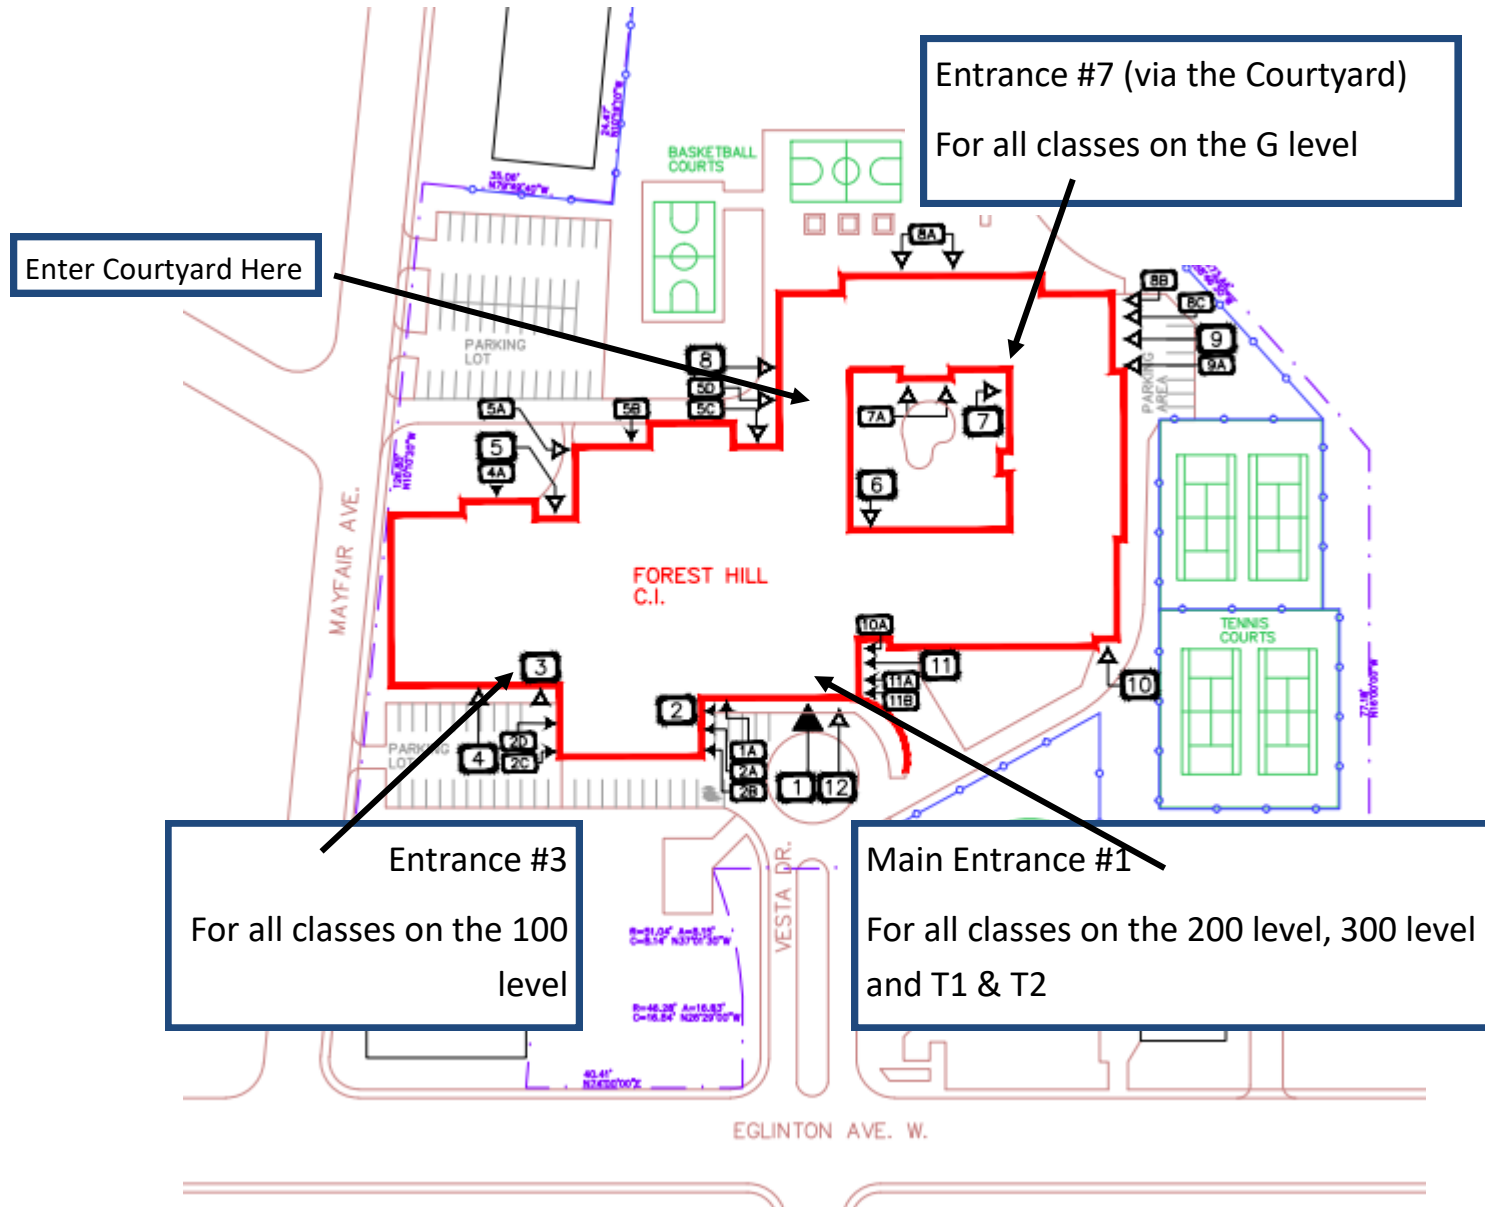 Entrance #7 (via the Courtyard)
For all classes on the G level
Enter Courtyard Here
BASKETBALL
COURTS
PARKING
LOT
8A
8B
8C
9
9A
PARKING
AREA
8
5D
5C
5B
5A
5
4A
7A
7
6
MAYFAIR AVE.
FOREST HILL
C.I.
TENNIS
COURTS
10A
11
11A
11B
10
3
2
4
2D
2C
1A
2A
2B
1
12
PARKING
LOT
Entrance #3
For all classes on the 100
level
Main Entrance #1
For all classes on the 200 level, 300 level
and T1 & T2
VESTA DR.
EGLINTON AVE. W.